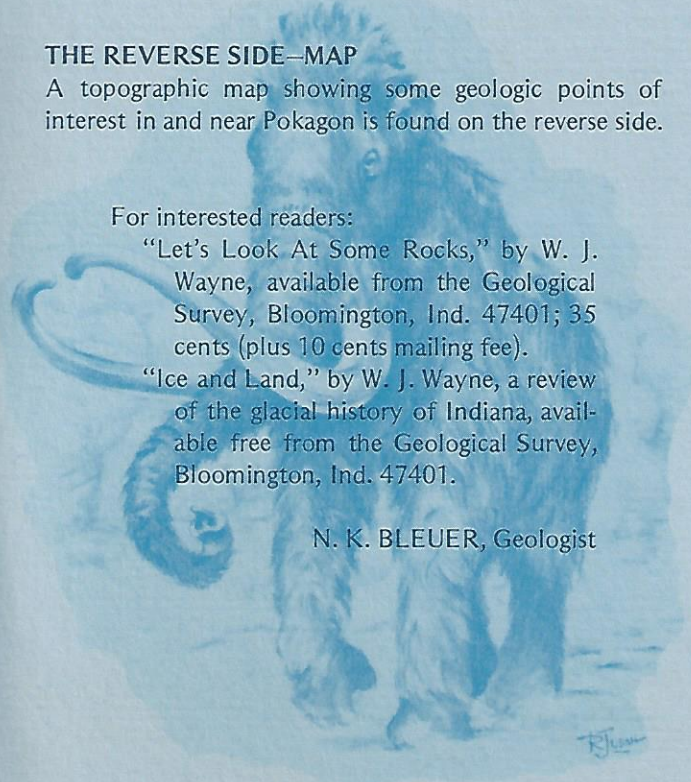 THE REVERSE SIDE—MAP
A topographic map showing some geologic points of
interest in and near Pokagon is found on the reverse side.
For interested readers:
“Let's Look At Some Rocks,” by W. J.
Wayne, available from the Geological
Survey, Bloomington, Ind. 47401; 35
cents (plus 10 cents mailing fee).
“Ice and Land,” by W. J. Wayne, a review
of the glacial history of Indiana, avail-
able free from the Geological Survey,
Bloomington, Ind. 47401.
N. K. BLEUER, Geologist